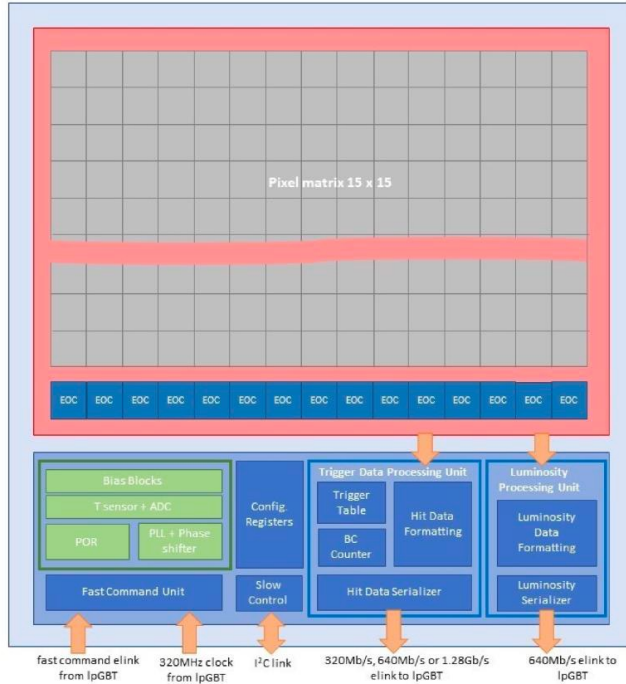 Pixel matrix 15 x 15
EOC EOC EOC EOC EOC EOC EOC EOC EOC EOC EOC EOC EOC EOC EOC
Bias Blocks
T sensor + ADC
POR
PLL + Phase
shifter
Fast Command Unit
Config.
Registers
Slow
Control
Trigger Data Processing Unit
Trigger
Table
BC
Counter
Hit Data
Formatting
Hit Data Serializer
Luminosity
Processing Unit
Luminosity
Data
Formatting
Luminosity
Serializer
fast command elink
from lpGBT
320MHz clock
from lpGBT
I²C link
320Mb/s, 640Mb/s or 1.28Gb/s
elink to lpGBT
640Mb/s elink to
lpGBT